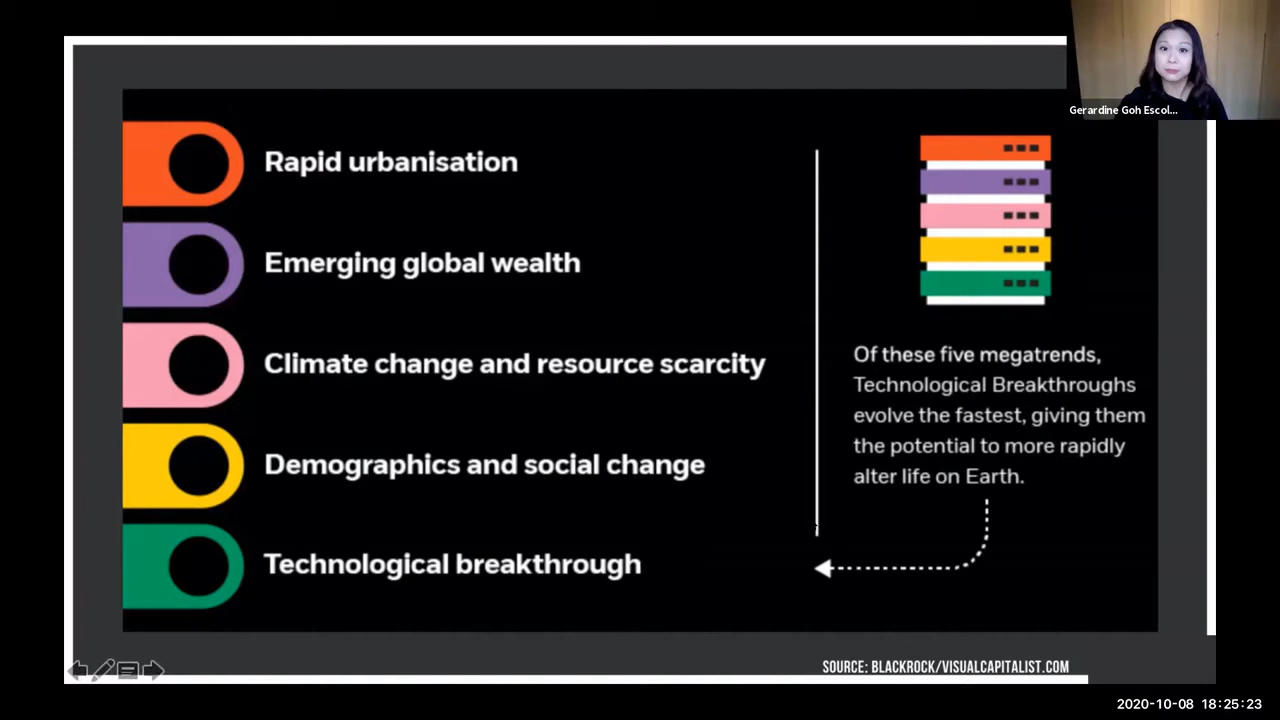 Gerardine Goh Escol...
Rapid urbanisation
Emerging global wealth
Climate change and resource scarcity
Demographics and social change
Technological breakthrough
Of these five megatrends,
Technological Breakthroughs
evolve the fastest, giving them
the potential to more rapidly
alter life on Earth.
SOURCE: BLACKROCK/VISUALCAPITALIST.COM
2020-10-08 18:25:23